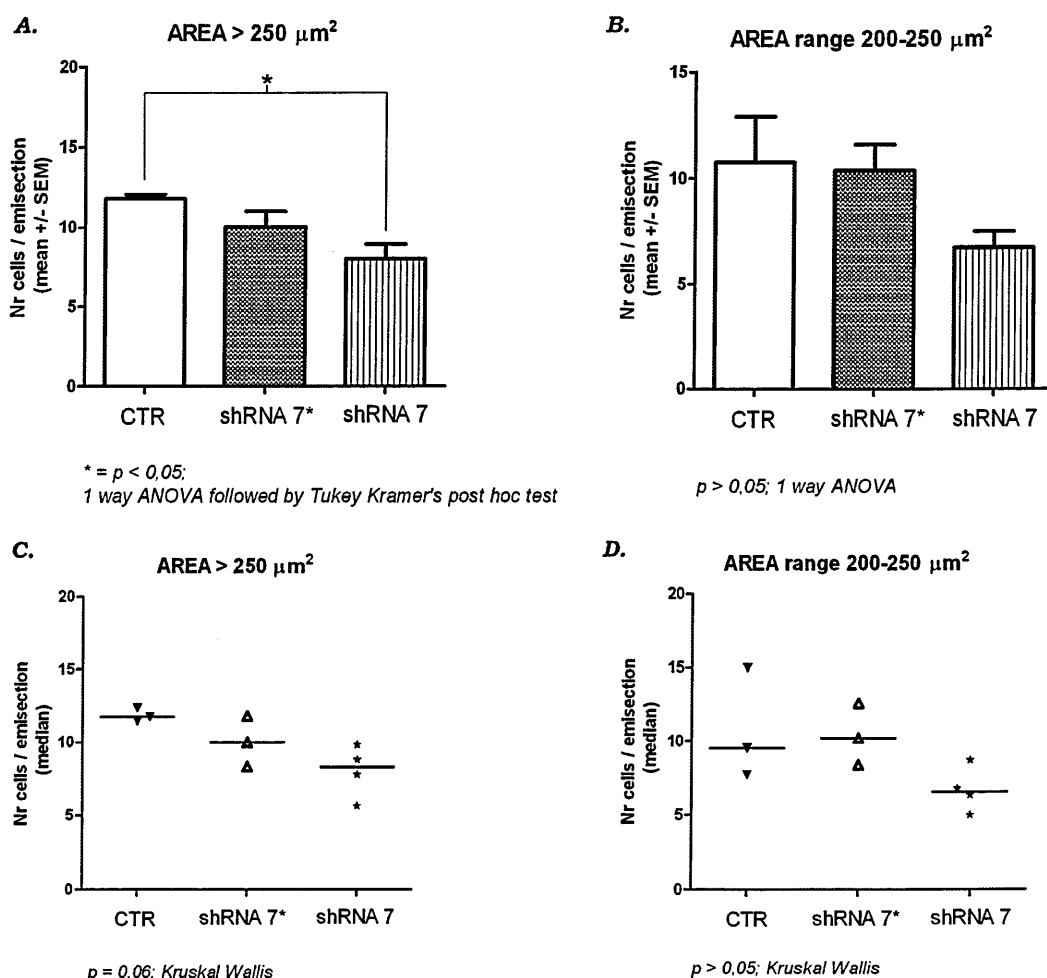 A.
AREA > 250 μm²
Nr cells / emisection
(mean +/- SEM)
20
15
10
5
0
*
CTR
shRNA 7*
shRNA 7
* = p < 0,05;
1 way ANOVA followed by Tukey Kramer's post hoc test
B.
AREA range 200-250 μm²
Nr cells / emisection
(mean +/- SEM)
15
10
5
0
CTR
shRNA 7*
shRNA 7
p > 0,05; 1 way ANOVA
C.
AREA > 250 μm²
Nr cells / emisection
(median)
20
15
10
5
0
CTR
shRNA 7*
shRNA 7
p = 0,06; Kruskal Wallis
D.
AREA range 200-250 μm²
Nr cells / emisection
(median)
20
15
10
5
0
CTR
shRNA 7*
shRNA 7
p > 0,05; Kruskal Wallis